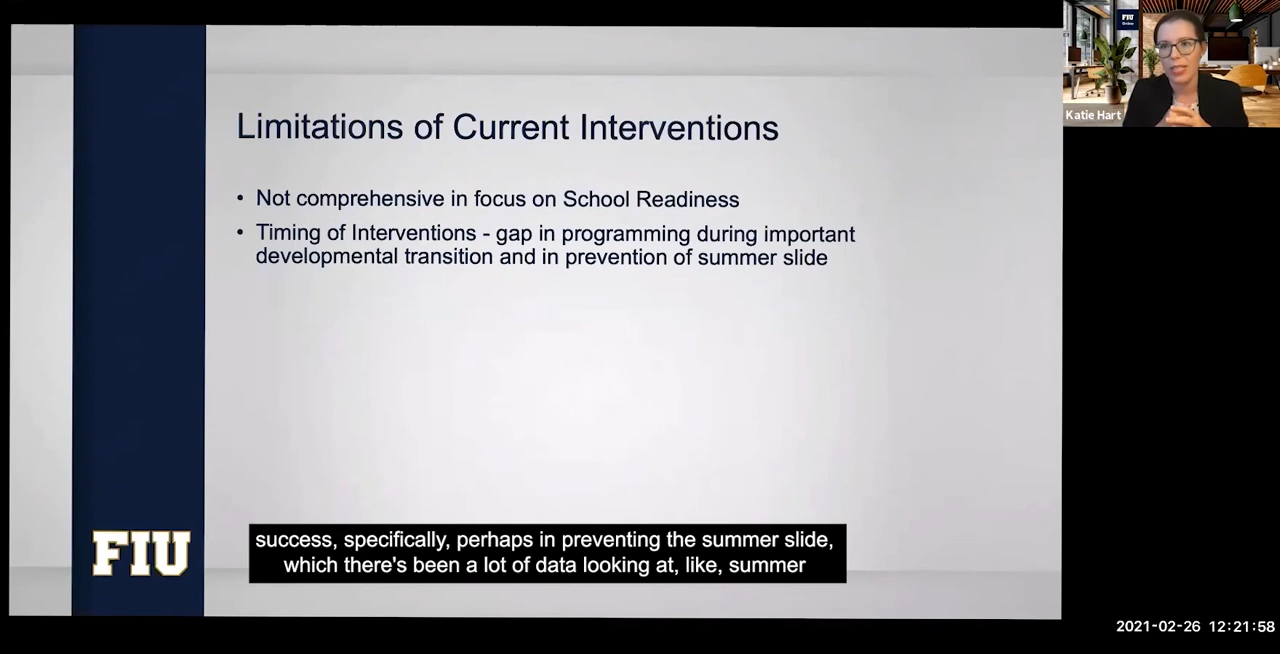 Limitations of Current Interventions
• Not comprehensive in focus on School Readiness
• Timing of Interventions - gap in programming during important
developmental transition and in prevention of summer slide
FIU
success, specifically, perhaps in preventing the summer slide,
which there's been a lot of data looking at, like, summer
FIU
Katie Hart
2021-02-26 12:21:58